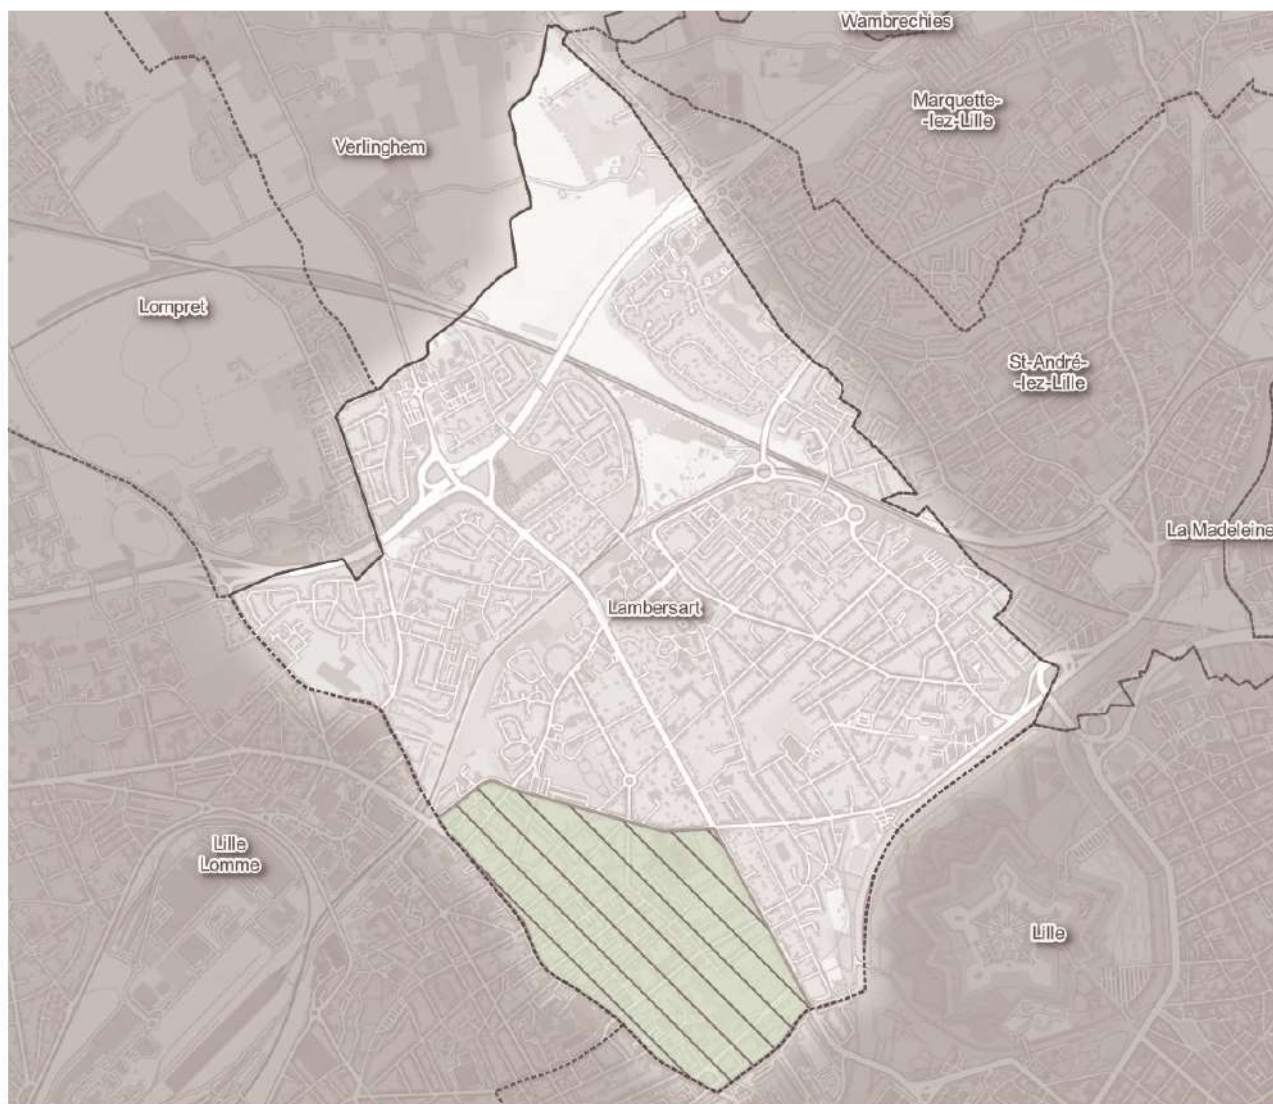 Wambrechies
Marquette-
-lez-Lille
Verlinghem
Lompret
St-André-
-lez-Lille
La Madeleine
Lambersart
Lille
Lomme
Lille